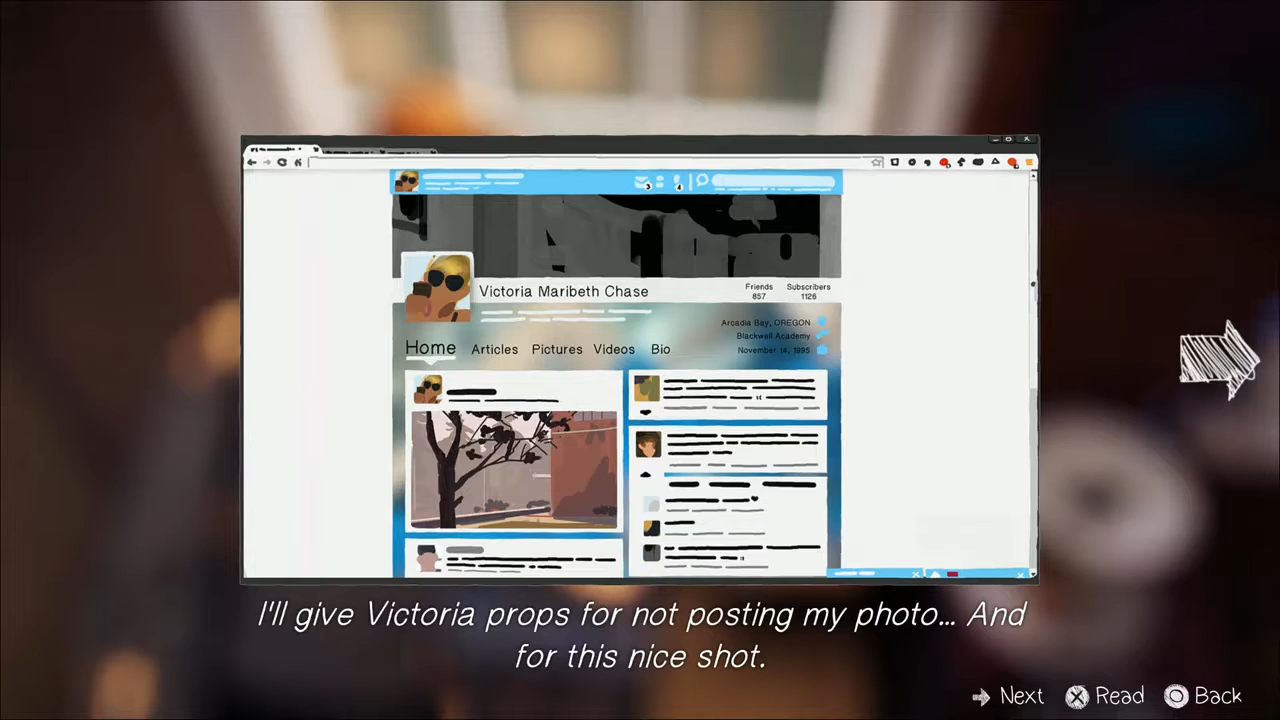 Victoria Maribeth Chase
Friends
857
Subscribers
1126
Arcadia Bay, OREGON
Blackwell Academy
November 14, 1995
Home Articles Pictures Videos Bio
I'll give Victoria props for not posting my photo... And
for this nice shot.
Next Read Back